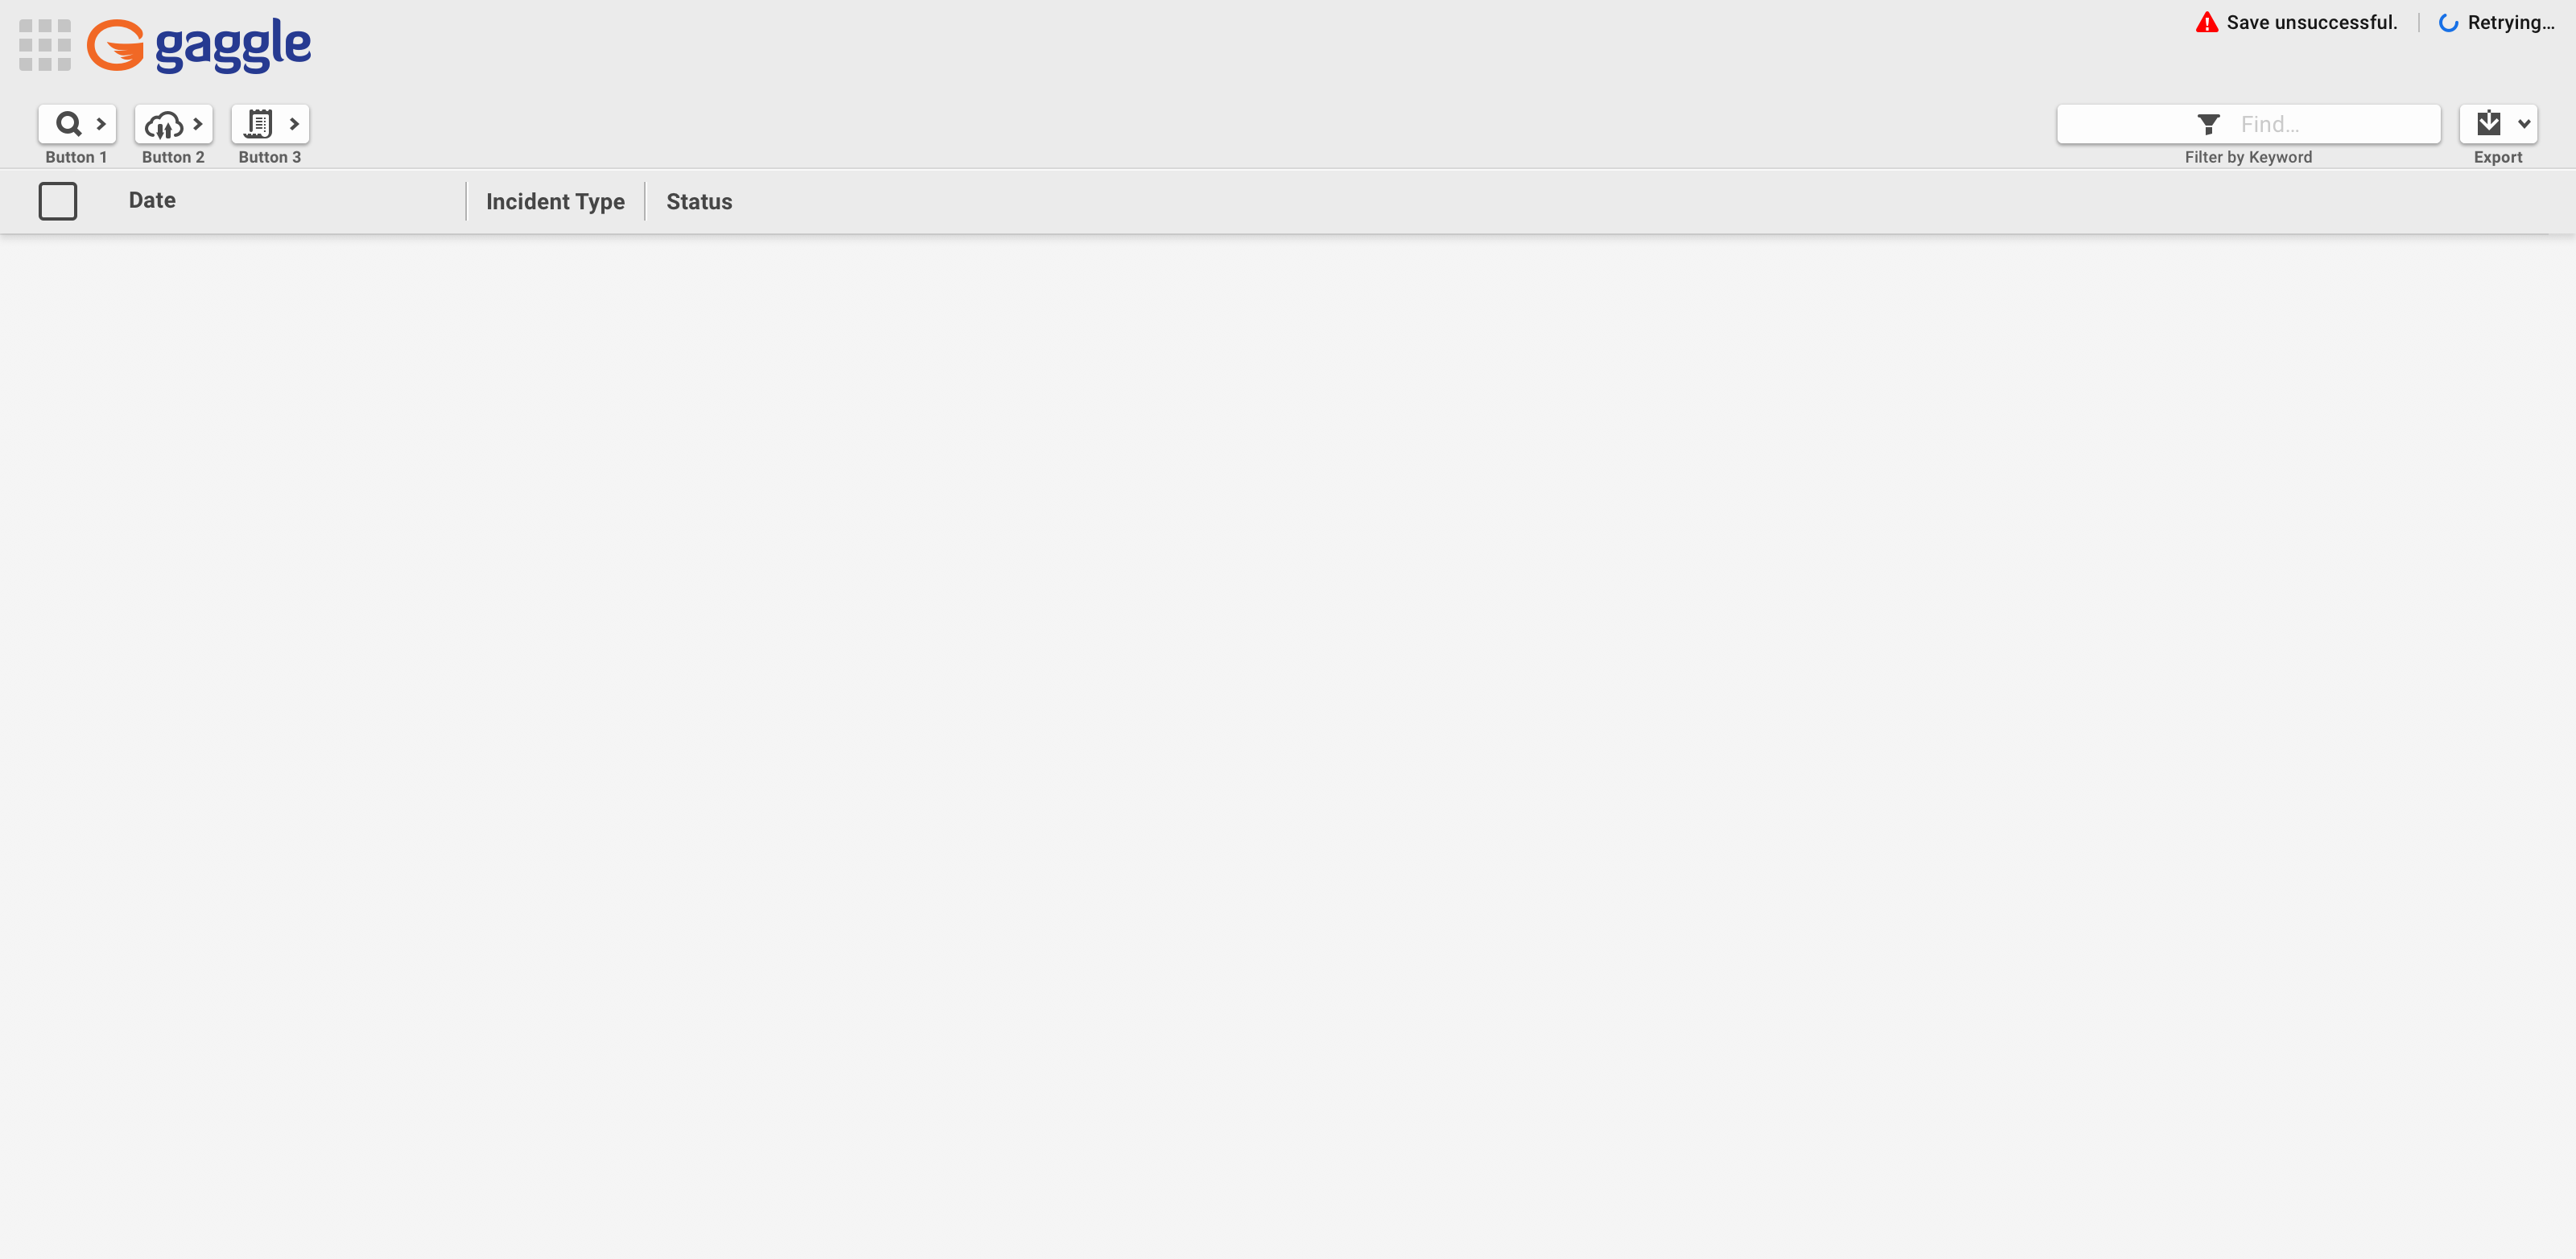 gaggle
Save unsuccessful.
Retrying...
Find...
Button 1
Button 2
Button 3
Filter by Keyword
Export
Date
Incident Type
Status